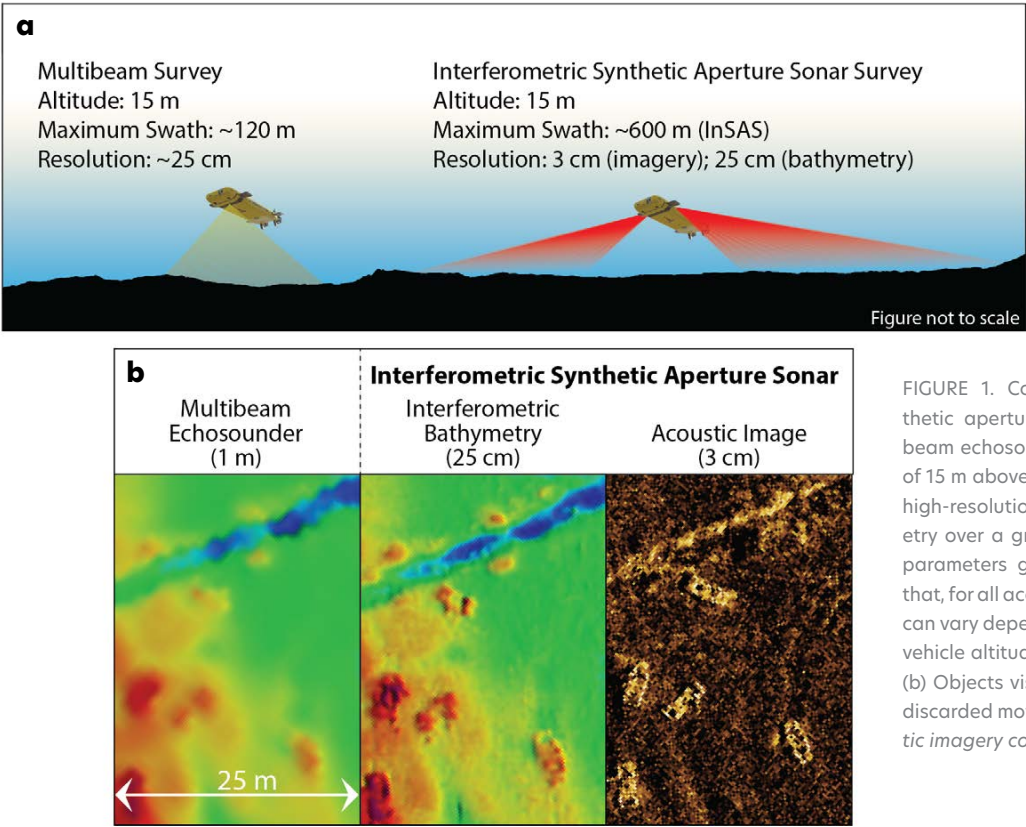 a
Multibeam Survey
Altitude: 15 m
Maximum Swath: ~120 m
Resolution: ~25 cm
Interferometric Synthetic Aperture Sonar Survey
Altitude: 15 m
Maximum Swath: ~600 m (InSAS)
Resolution: 3 cm (imagery); 25 cm (bathymetry)
Figure not to scale
b
Interferometric Synthetic Aperture Sonar
Multibeam
Echosounder
(1 m)
Interferometric
Bathymetry
(25 cm)
Acoustic Image
(3 cm)
25 m
FIGURE 1. Co
thetic apertur
beam echoso
of 15 m above
high-resolution
etry over a gr
parameters g
that, for all aco
can vary depe
vehicle altitud
(b) Objects vis
discarded mo
tic imagery co